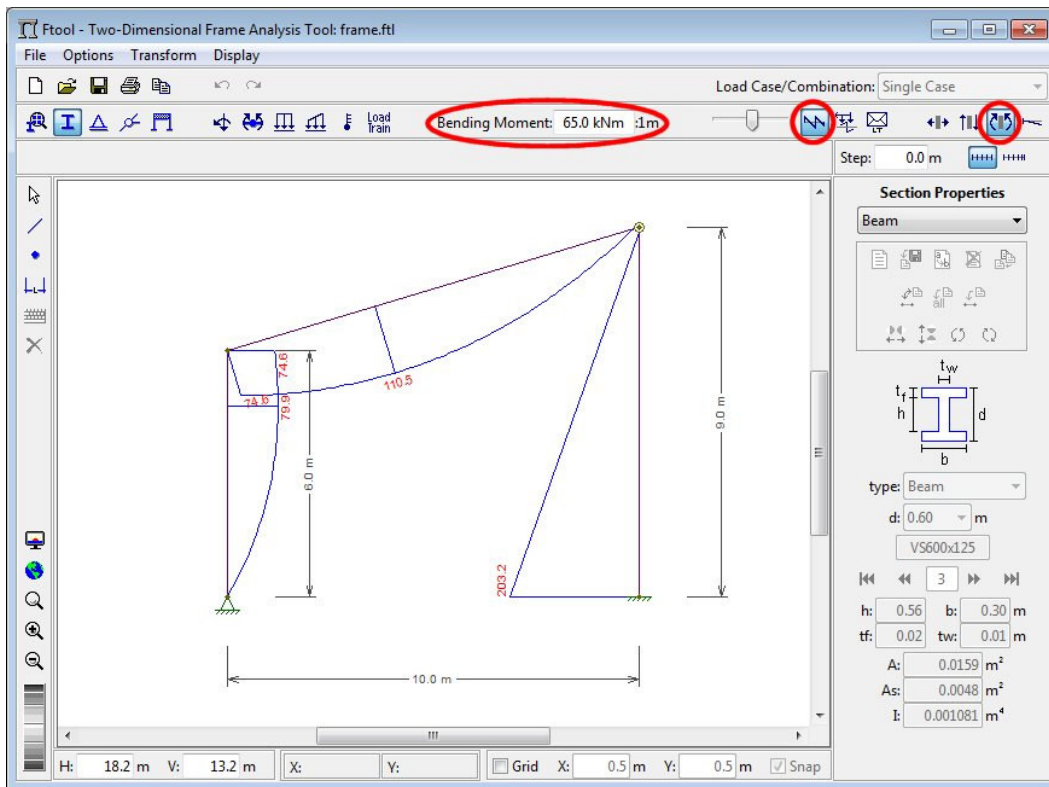 Ftool - Two-Dimensional Frame Analysis Tool: frame.ftl
File Options Transform Display
Load Case/Combination: Single Case
Load Train
Bending Moment: 65.0 kNm :1m
Step: 0.0 m
Section Properties
Beam
all
74.6
79.9
74.6
110.5
6.0 m
9.0 m
203.2
10.0 m
tw
tf
h
d
b
type: Beam
d: 0.60 m
VS600x125
3
h: 0.56 b: 0.30 m
tf: 0.02 tw: 0.01 m
A: 0.0159 m²
As: 0.0048 m²
I: 0.001081 m⁴
H: 18.2 m V: 13.2 m X: Y: Grid X: 0.5 m Y: 0.5 m Snap